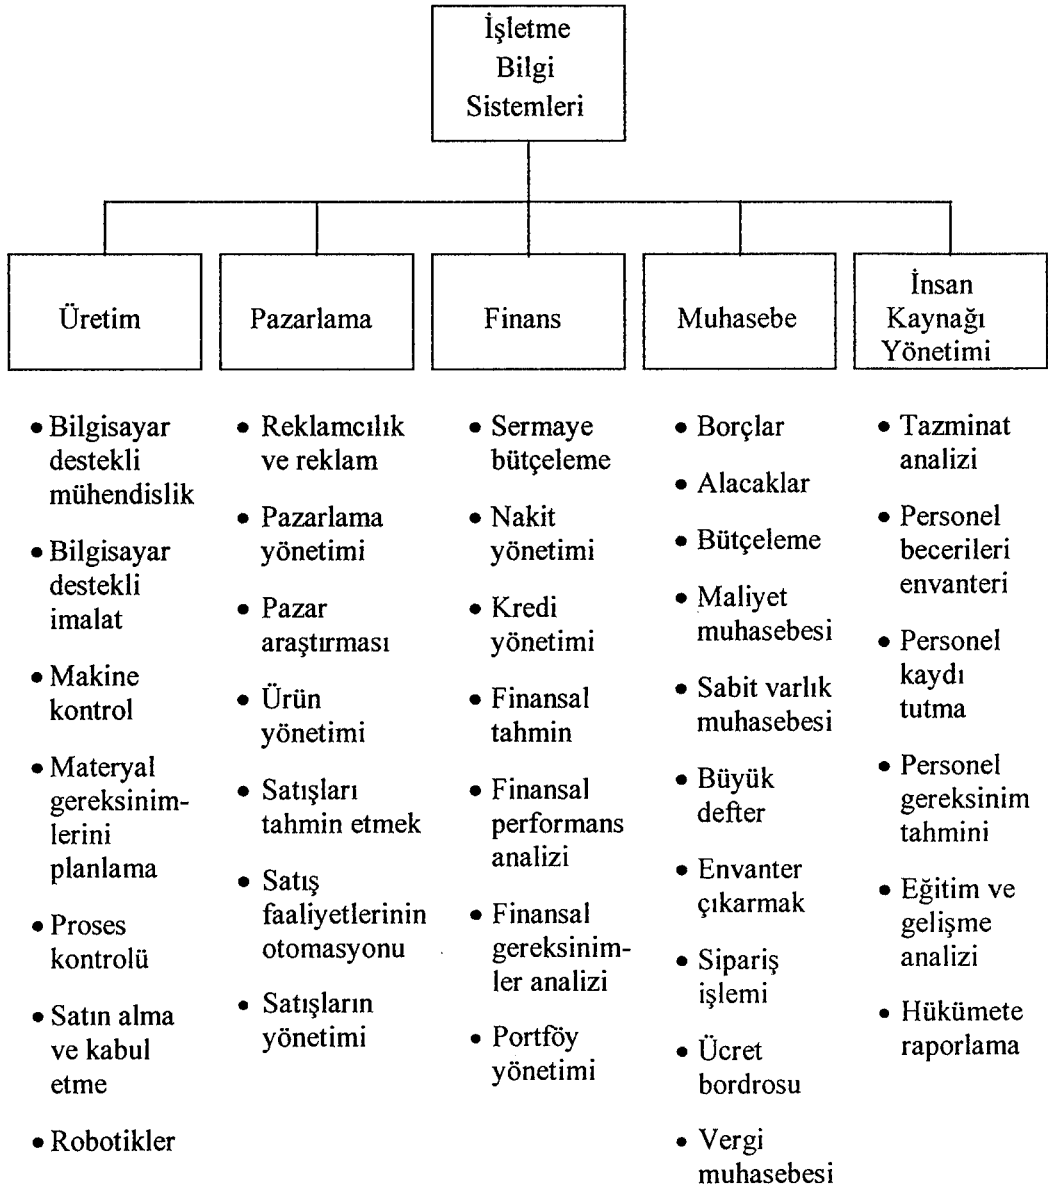 İşletme
Bilgi
Sistemleri
Üretim
Pazarlama
Finans
Muhasebe
İnsan
Kaynağı
Yönetimi
• Bilgisayar
destekli
mühendislik
• Bilgisayar
destekli
imalat
• Makine
kontrol
• Materyal
gereksinim-
lerini
planlama
• Proses
kontrolü
• Satın alma
ve kabul
etme
• Robotikler
• Reklamcılık
ve reklam
• Pazarlama
yönetimi
• Pazar
araştırması
• Ürün
yönetimi
• Satışları
tahmin etmek
• Satış
faaliyetlerinin
otomasyonu
• Satışların
yönetimi
• Sermaye
bütçeleme
• Nakit
yönetimi
• Kredi
yönetimi
• Finansal
tahmin
• Finansal
performans
analizi
• Finansal
gereksinim-
ler analizi
• Portföy
yönetimi
• Borçlar
• Alacaklar
• Bütçeleme
• Maliyet
muhasebesi
• Sabit varlık
muhasebesi
• Büyük
defter
• Envanter
çıkarmak
• Sipariş
işlemi
• Ücret
bordrosu
• Vergi
muhasebesi
• Tazminat
analizi
• Personel
becerileri
envanteri
• Personel
kaydı
tutma
• Personel
gereksinim
tahmini
• Eğitim ve
gelişme
analizi
• Hükümete
raporlama